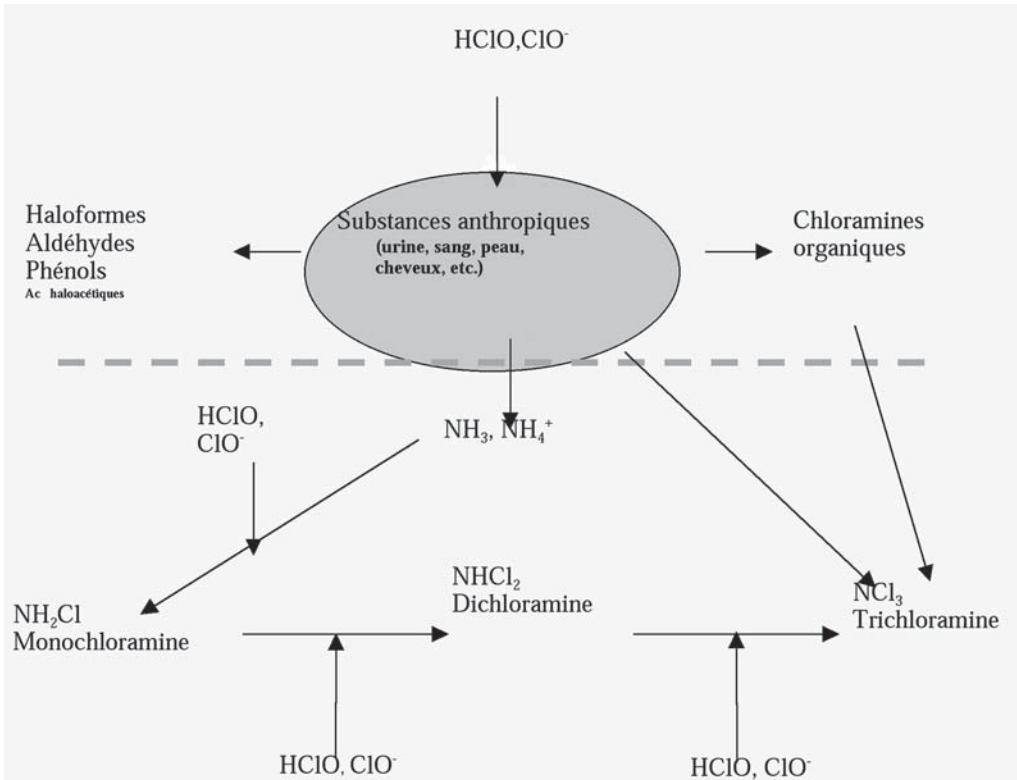 HClO,ClO⁻
Haloformes
Aldéhydes
Phénols
Ac haloacétiques
Substances anthropiques
(urine, sang, peau,
cheveux, etc.)
Chloramines
organiques
HClO,
ClO⁻
NH₃, NH₄⁺
NH₂Cl
Monochloramine
NHCl₂
Dichloramine
NCl₃
Trichloramine
HClO, ClO⁻
HClO, ClO⁻